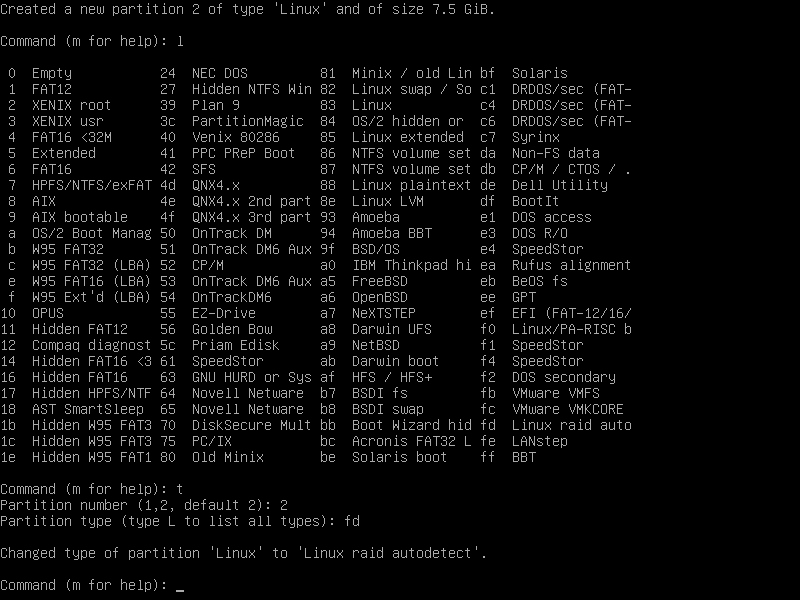 Created a new partition 2 of type 'Linux' and of size 7.5 GiB.
Command (m for help): l
 0  Empty           24  NEC DOS         81  Minix / old Lin bf  Solaris
 1  FAT12           27  Hidden NTFS Win 82  Linux swap / So c1  DRDOS/sec (FAT-
 2  XENIX root      39  Plan 9          83  Linux           c4  DRDOS/sec (FAT-
 3  XENIX usr       3c  PartitionMagic  84  OS/2 hidden or  c6  DRDOS/sec (FAT-
 4  FAT16 <32M      40  Venix 80286     85  Linux extended  c7  Syrinx
 5  Extended        41  PPC PReP Boot   86  NTFS volume set da  Non-FS data
 6  FAT16           42  SFS             87  NTFS volume set db  CP/M / CTOS / .
 7  HPFS/NTFS/exFAT 4d  QNX4.x          88  Linux plaintext de  Dell Utility
 8  AIX             4e  QNX4.x 2nd part 8e  Linux LVM       df  BootIt
 9  AIX bootable    4f  QNX4.x 3rd part 93  Amoeba          e1  DOS access
 a  OS/2 Boot Manag 50  OnTrack DM      94  Amoeba BBT      e3  DOS R/O
 b  W95 FAT32       51  OnTrack DM6 Aux 9f  BSD/OS          e4  SpeedStor
 c  W95 FAT32 (LBA) 52  CP/M            a0  IBM Thinkpad hi ea  Rufus alignment
 e  W95 FAT16 (LBA) 53  OnTrack DM6 Aux a5  FreeBSD         eb  BeOS fs
 f  W95 Ext'd (LBA) 54  OnTrackDM6      a6  OpenBSD         ee  GPT
10  OPUS            55  EZ-Drive        a7  NeXTSTEP        ef  EFI (FAT-12/16/
11  Hidden FAT12    56  Golden Bow      a8  Darwin UFS      f0  Linux/PA-RISC b
12  Compaq diagnost 5c  Priam Edisk     a9  NetBSD          f1  SpeedStor
14  Hidden FAT16 <3 61  SpeedStor       ab  Darwin boot     f4  SpeedStor
16  Hidden FAT16    63  GNU HURD or Sys af  HFS / HFS+      f2  DOS secondary
17  Hidden HPFS/NTF 64  Novell Netware  b7  BSDI fs         fb  VMware VMFS
18  AST SmartSleep  65  Novell Netware  b8  BSDI swap       fc  VMware VMKCORE
1b  Hidden W95 FAT3 70  DiskSecure Mult bb  Boot Wizard hid fd  Linux raid auto
1c  Hidden W95 FAT3 75  PC/IX           bc  Acronis FAT32 L fe  LANstep
1e  Hidden W95 FAT1 80  Old Minix       be  Solaris boot    ff  BBT
Command (m for help): t
Partition number (1,2, default 2): 2
Partition type (type L to list all types): fd
Changed type of partition 'Linux' to 'Linux raid autodetect'.
Command (m for help): _